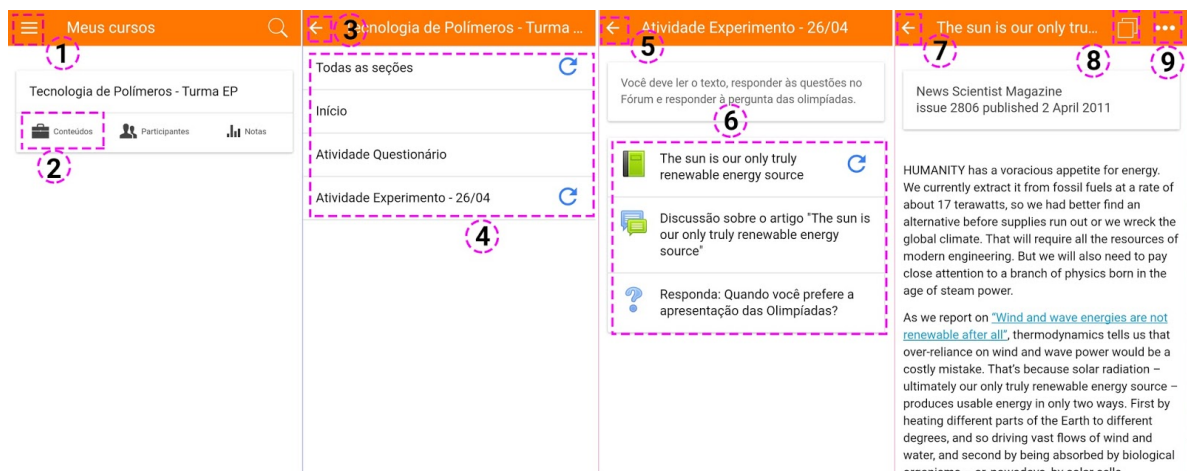 Meus cursos
1
Tecnologia de Polímeros - Turma EP
Conteúdos
Participantes
Notas
2
3
Tecnologia de Polímeros - Turma ...
Todas as seções
Início
Atividade Questionário
Atividade Experimento - 26/04
4
Atividade Experimento - 26/04
5
Você deve ler o texto, responder às questões no
Fórum e responder à pergunta das olimpíadas.
6
The sun is our only truly
renewable energy source
Discussão sobre o artigo "The sun is
our only truly renewable energy
source"
Responda: Quando você prefere a
apresentação das Olimpíadas?
The sun is our only tru...
7
8
9
News Scientist Magazine
issue 2806 published 2 April 2011
HUMANITY has a voracious appetite for energy.
We currently extract it from fossil fuels at a rate of
about 17 terawatts, so we had better find an
alternative before supplies run out or we wreck the
global climate. That will require all the resources of
modern engineering. But we will also need to pay
close attention to a branch of physics born in the
age of steam power.
As we report on “Wind and wave energies are not
renewable after all”, thermodynamics tells us that
over-reliance on wind and wave power would be a
costly mistake. That’s because solar radiation –
ultimately our only truly renewable energy source –
produces usable energy in only two ways. First by
heating different parts of the Earth to different
degrees, and so driving vast flows of wind and
water, and second by being absorbed by biological